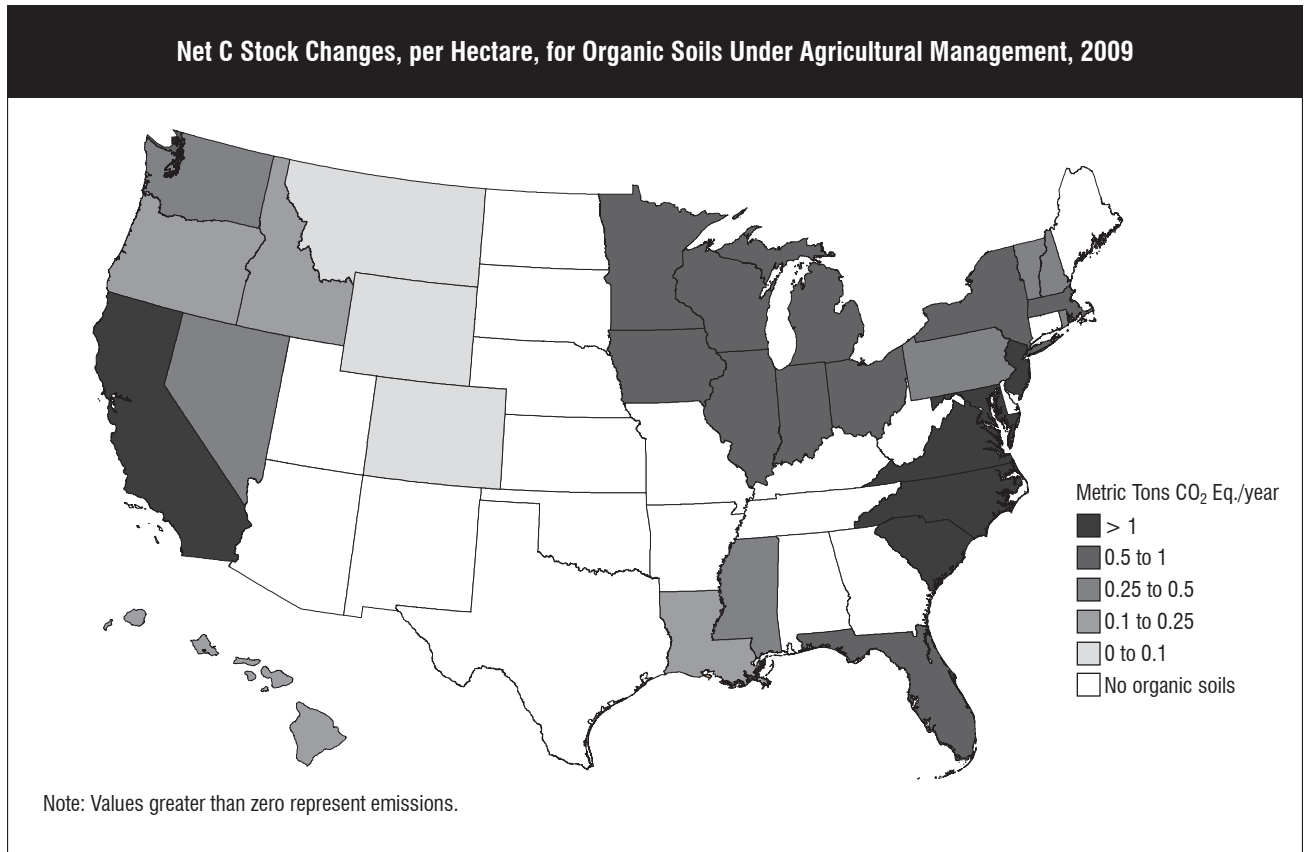 Net C Stock Changes, per Hectare, for Organic Soils Under Agricultural Management, 2009
Metric Tons CO₂ Eq./year
> 1
0.5 to 1
0.25 to 0.5
0.1 to 0.25
0 to 0.1
No organic soils
Note: Values greater than zero represent emissions.